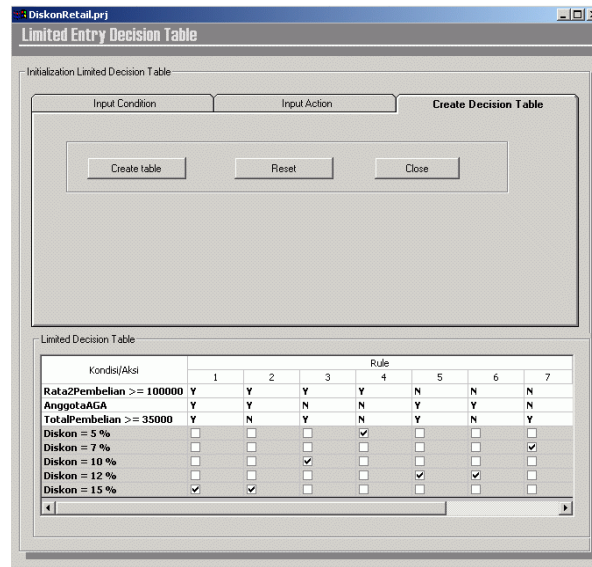 DiskonRetail.prj
Limited Entry Decision Table
Initialization Limited Decision Table
Input Condition Input Action Create Decision Table
Create table Reset Close
Limited Decision Table
Kondisi/Aksi Rule
1 2 3 4 5 6 7
Rata2Pembelian >= 100000 Y Y Y Y N N N
AnggotaAGA Y Y N N Y Y N
TotalPembelian >= 35000 Y N Y N Y N Y
Diskon = 5 %
Diskon = 7 %
Diskon = 10 %
Diskon = 12 %
Diskon = 15 %